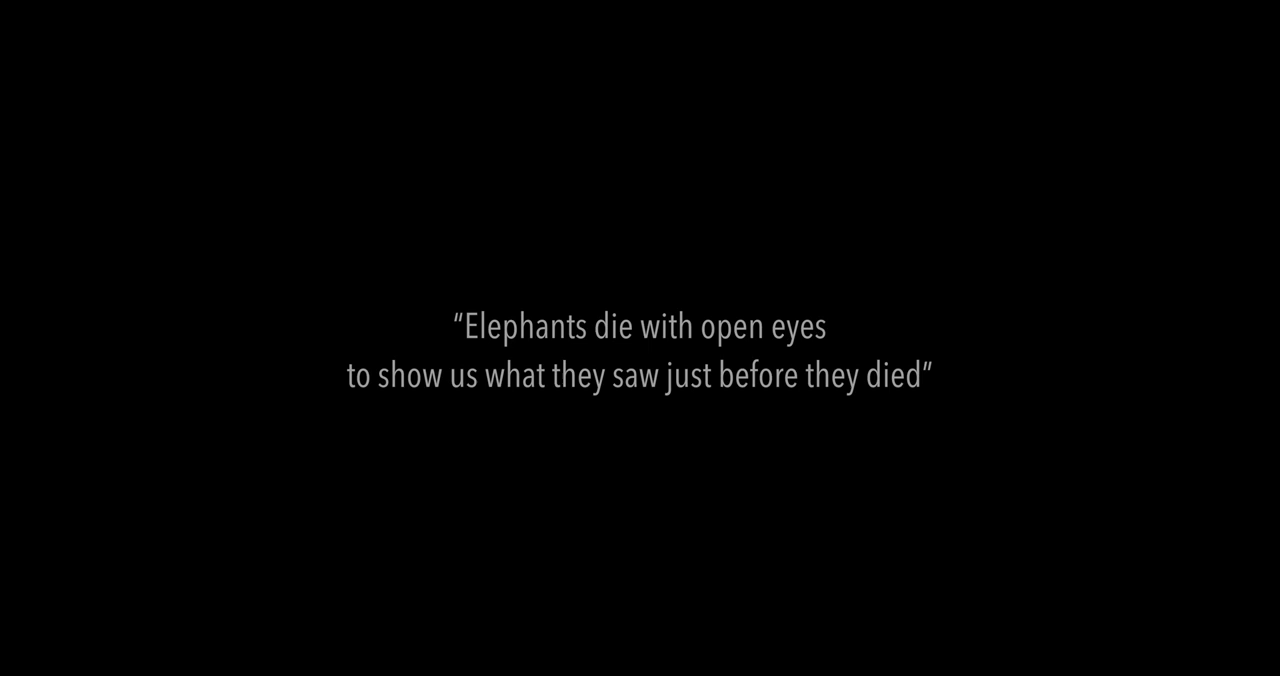 “Elephants die with open eyes
to show us what they saw just before they died”